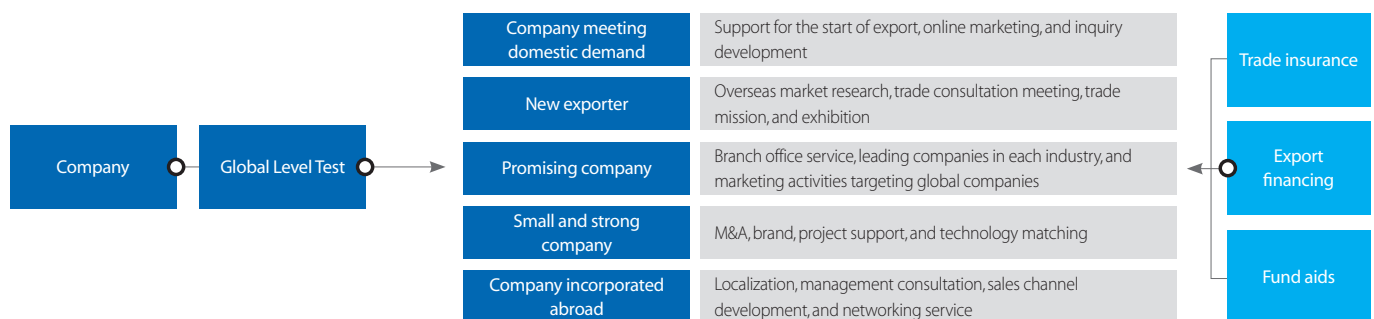 Company
Global Level Test
Company meeting
domestic demand
Support for the start of export, online marketing, and inquiry
development
New exporter
Overseas market research, trade consultation meeting, trade
mission, and exhibition
Promising company
Branch office service, leading companies in each industry, and
marketing activities targeting global companies
Small and strong
company
M&A, brand, project support, and technology matching
Company incorporated
abroad
Localization, management consultation, sales channel
development, and networking service
Trade insurance
Export
financing
Fund aids